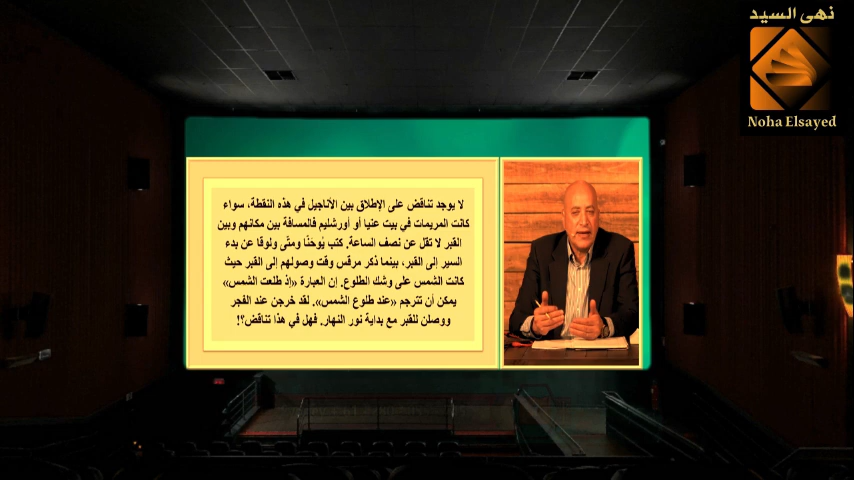 نهى السيد
Noha Elsayed
لا يوجد تناقض على الإطلاق بين الأناجيل في هذه النقطة، سواء
كانت المريمات في بيت عنيا أو أورشليم فالمسافة بين مكانهم وبين
القبر لا تقل عن نصف الساعة. كتب يُوحنّا ومتّى ولوقا عن بدء
السير إلى القبر، بينما ذكر مرقس وقت وصولهم إلى القبر حيث
كانت الشمس على وشك الطلوع. إن العبارة «إذ طلعت الشمس»
يمكن أن تترجم «عند طلوع الشمس». لقد خرجن عند الفجر
ووصلن للقبر مع بداية نور النهار. فهل في هذا تناقض؟!